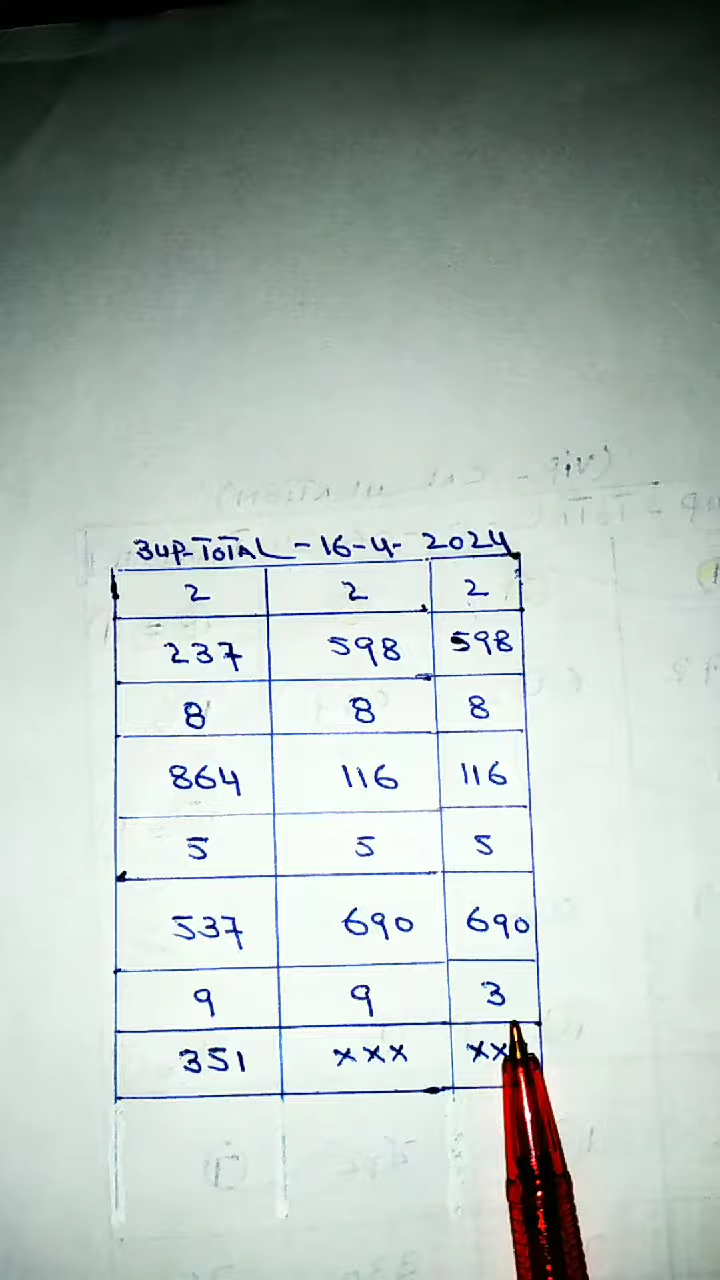 3UP-TOTAL-16-4-2024
2 2 2
237 598 598
8 8 8
864 116 116
5 5 5
537 690 690
9 9 3
351 xxx xx